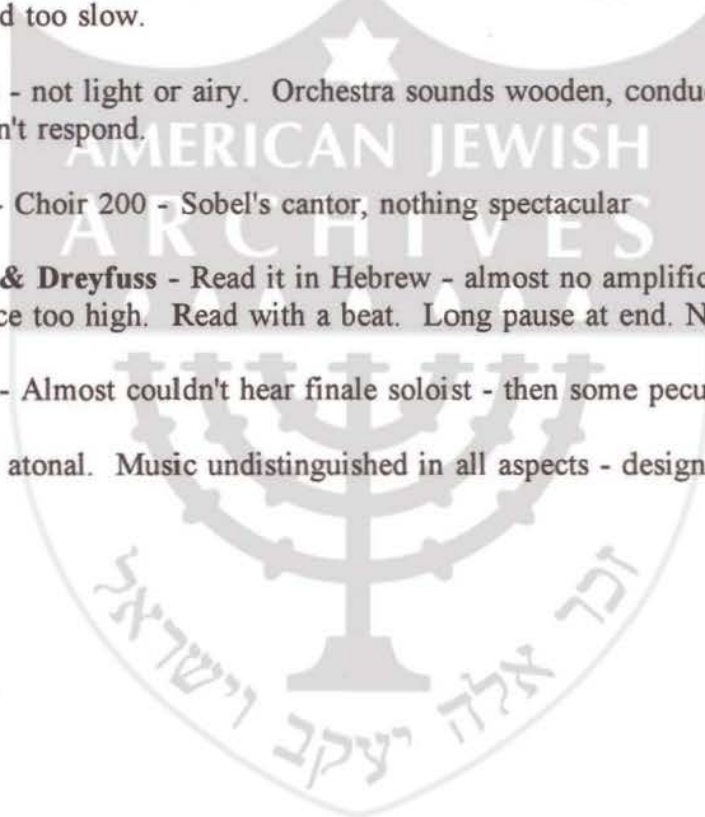 d too slow.
- not light or airy. Orchestra sounds wooden, condu
n't respond.
- Choir 200 - Sobel's cantor, nothing spectacular
& Dreyfuss - Read it in Hebrew - almost no amplific
ce too high. Read with a beat. Long pause at end. N
- Almost couldn't hear finale soloist - then some pecu
atonal. Music undistinguished in all aspects - design
AMERICAN JEWISH
ARCHIVES
זכר אלה יעקב וישראל